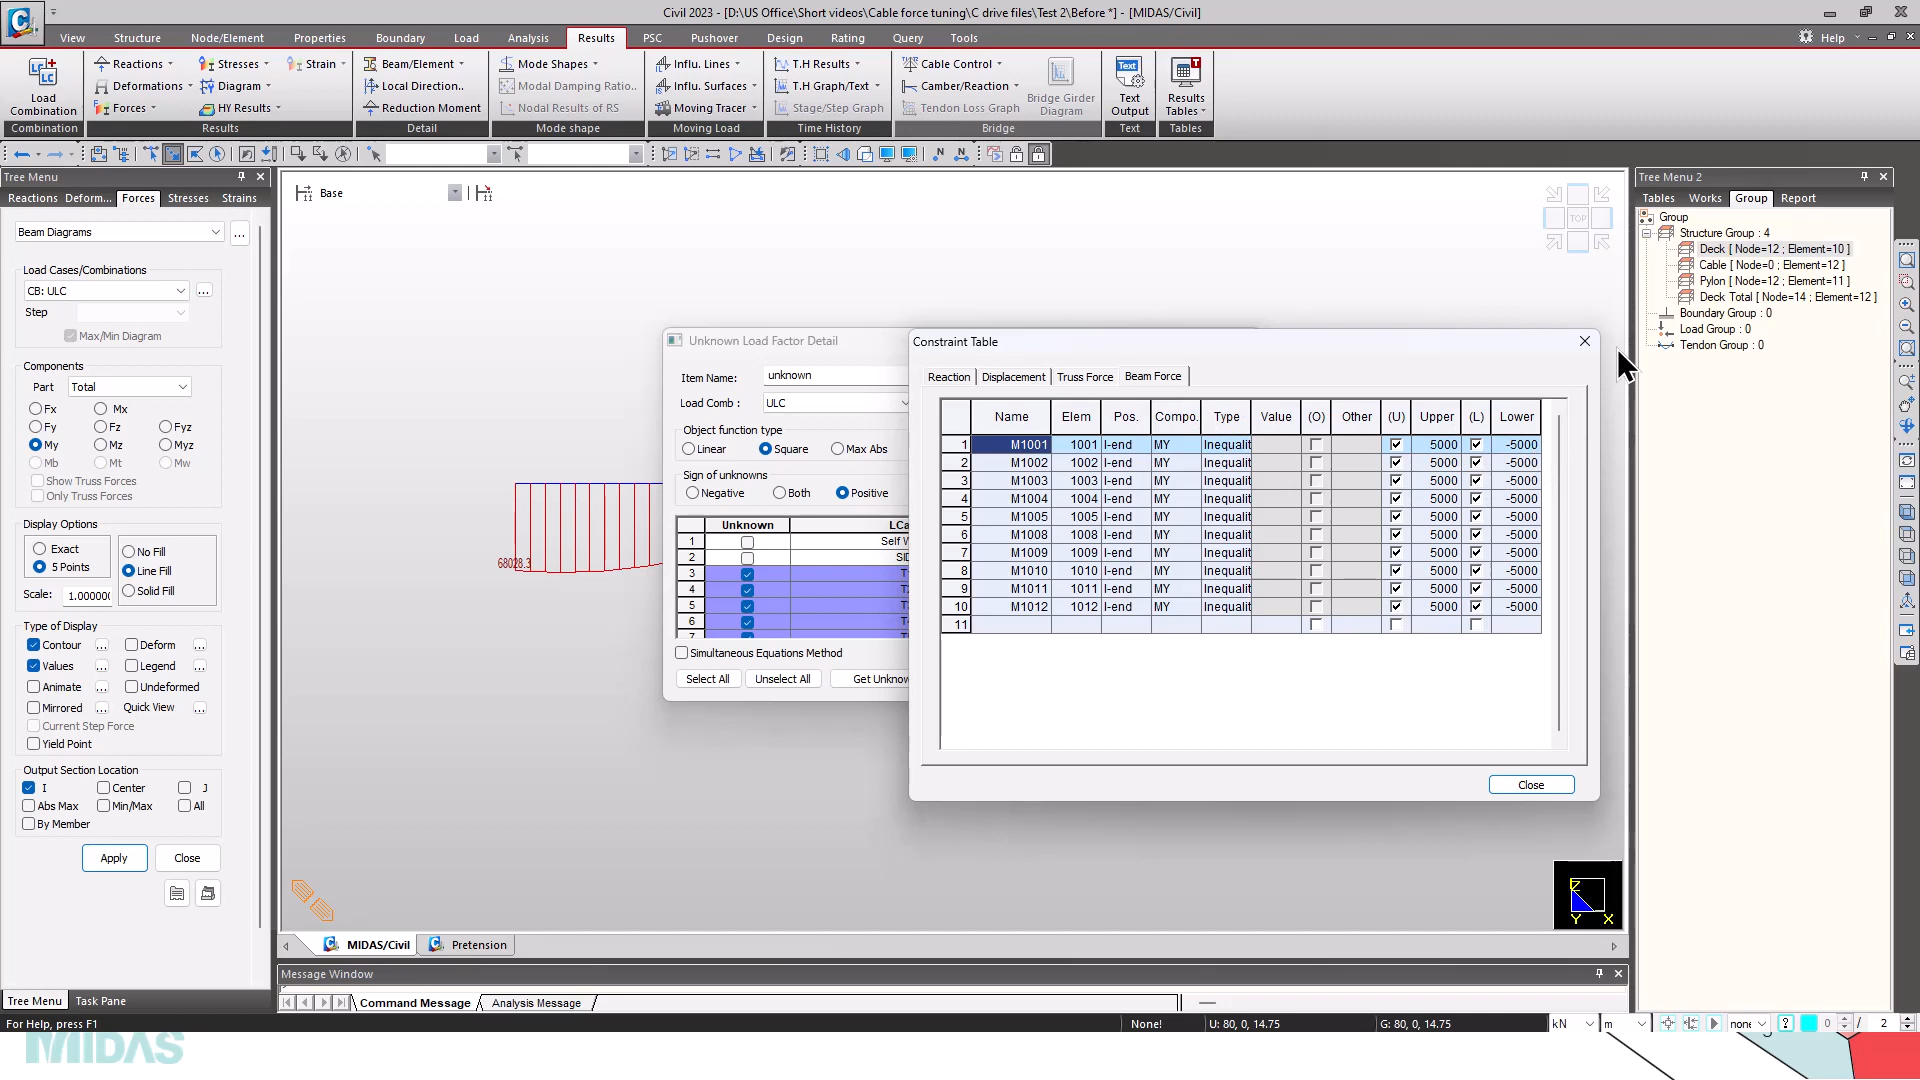 Civil 2023 - [D:\US Office\Short videos\Cable force tuning\C drive files\Test 2\Before *] - [MIDAS/Civil]
View Structure Node/Element Properties Boundary Load Analysis Results PSC Pushover Design Rating Query Tools Help
Load Combination
Reactions Stresses Strain
Deformations Diagram
Forces HY Results
Beam/Element
Local Direction..
Reduction Moment
Mode Shapes
Modal Damping Ratio..
Nodal Results of RS
Influ. Lines
Influ. Surfaces
Moving Tracer
T.H Results
T.H Graph/Text
Stage/Step Graph
Cable Control
Camber/Reaction
Tendon Loss Graph
Bridge Girder Diagram
Text Output
Results Tables
Combination Results Detail Mode shape Moving Load Time History Bridge Text Tables
Tree Menu
Reactions Deform... Forces Stresses Strains
Beam Diagrams ...
Load Cases/Combinations
CB: ULC ...
Step
Max/Min Diagram
Components
Part Total
Fx Mx
Fy Fz Fyz
My Mz Myz
Mb Mt Mw
Show Truss Forces
Only Truss Forces
Display Options
Exact No Fill
5 Points Line Fill
Solid Fill
Scale: 1.00000
Type of Display
Contour ... Deform ...
Values ... Legend ...
Animate ... Undeformed
Mirrored ... Quick View ...
Current Step Force
Yield Point
Output Section Location
I Center J
Abs Max Min/Max All
By Member
Apply Close
Tree Menu Task Pane
Base
TOP
68028.3
Unknown Load Factor Detail
Item Name: unknown
Load Comb : ULC
Object function type
Linear Square Max Abs
Sign of unknowns
Negative Both Positive
Unknown
1 Self
2
3
4
5
6
7
Simultaneous Equations Method
Select All Unselect All
Constraint Table
Reaction Displacement Truss Force Beam Force
Name Elem Pos. Compo. Type Value (O) Other (U) Upper (L) Lower
1 M1001 1001 I-end MY Inequalit 5000 -5000
2 M1002 1002 I-end MY Inequalit 5000 -5000
3 M1003 1003 I-end MY Inequalit 5000 -5000
4 M1004 1004 I-end MY Inequalit 5000 -5000
5 M1005 1005 I-end MY Inequalit 5000 -5000
6 M1008 1008 I-end MY Inequalit 5000 -5000
7 M1009 1009 I-end MY Inequalit 5000 -5000
8 M1010 1010 I-end MY Inequalit 5000 -5000
9 M1011 1011 I-end MY Inequalit 5000 -5000
10 M1012 1012 I-end MY Inequalit 5000 -5000
11
Close
Z
Y X
MIDAS/Civil Pretension
Message Window
Command Message Analysis Message
Tree Menu 2
Tables Works Group Report
Group
Structure Group : 4
Deck [ Node=12 ; Element=10 ]
Cable [ Node=0 ; Element=12 ]
Pylon [ Node=12 ; Element=11 ]
Deck Total [ Node=14 ; Element=12 ]
Boundary Group : 0
Load Group : 0
Tendon Group : 0
For Help, press F1 None! U: 80, 0, 14.75 G: 80, 0, 14.75 kN m none ? 0 / 2
MIDAS